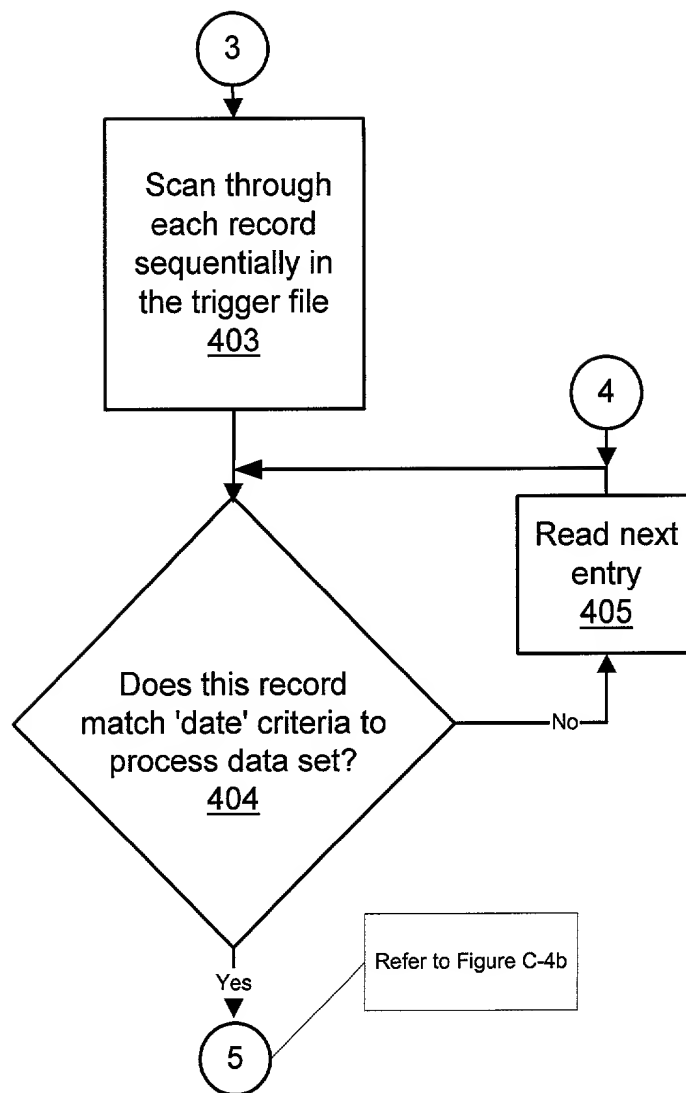 3
Scan through
each record
sequentially in
the trigger file
403
4
Read next
entry
405
Does this record
match 'date' criteria to
process data set?
404
No
Yes
Refer to Figure C-4b
5